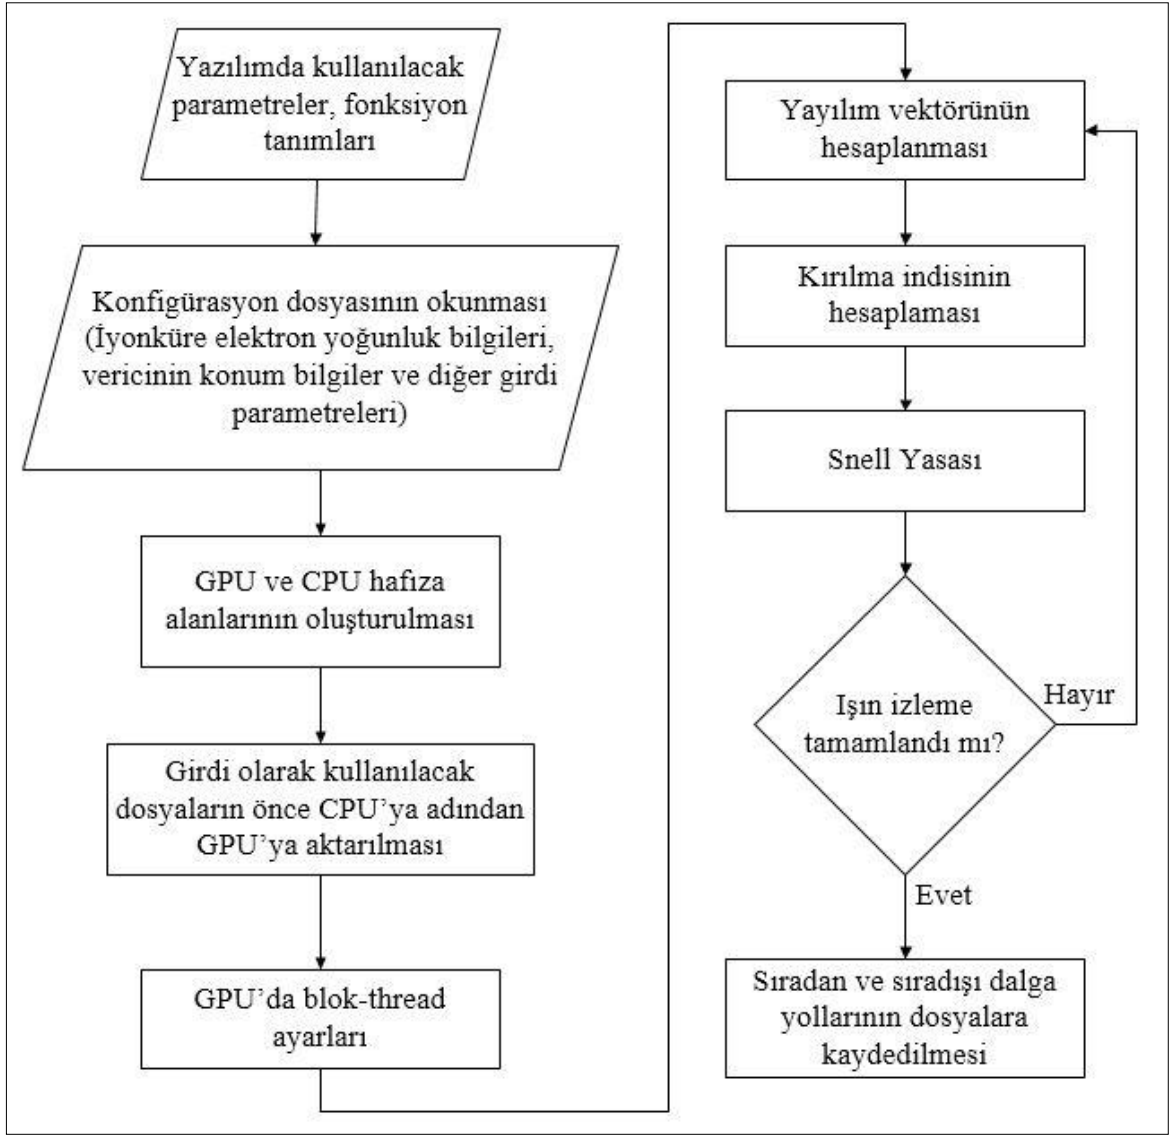 Yazılımda kullanılacak
parametreler, fonksiyon
tanımları
Konfigürasyon dosyasının okunması
(İyonküre elektron yoğunluk bilgileri,
vericinin konum bilgiler ve diğer girdi
parametreleri)
GPU ve CPU hafıza
alanlarının oluşturulması
Girdi olarak kullanılacak
dosyaların önce CPU’ya adından
GPU’ya aktarılması
GPU’da blok-thread
ayarları
Yayılım vektörünün
hesaplanması
Kırılma indisinin
hesaplaması
Snell Yasası
Işın izleme
tamamlandı mı?
Hayır
Evet
Sıradan ve sıradışı dalga
yollarının dosyalara
kaydedilmesi